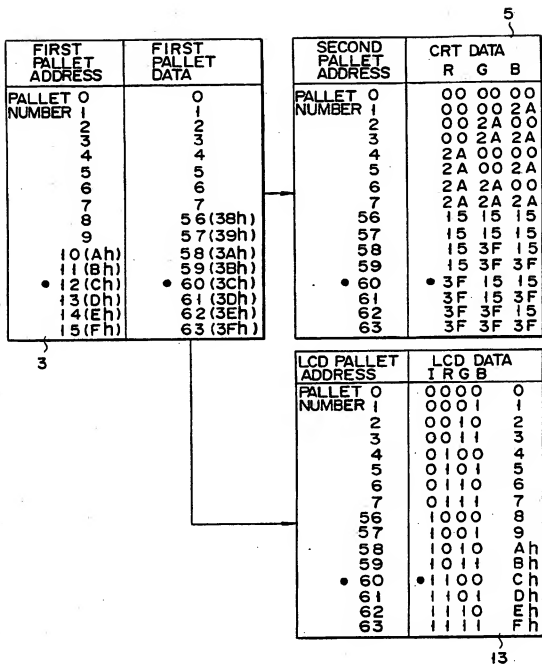 5
FIRST PALLET ADDRESS FIRST PALLET DATA
PALLET NUMBER 0 0
1 1
2 2
3 3
4 4
5 5
6 6
7 7
8 56(38h)
9 57(39h)
10(Ah) 58(3Ah)
11(Bh) 59(3Bh)
• 12(Ch) • 60(3Ch)
13(Dh) 61(3Dh)
14(Eh) 62(3Eh)
15(Fh) 63(3Fh)
3
SECOND PALLET ADDRESS CRT DATA
R G B
PALLET NUMBER 0 00 00 00
1 00 00 2A
2 00 2A 00
3 00 2A 2A
4 2A 00 00
5 2A 00 2A
6 2A 2A 00
7 2A 2A 2A
56 15 15 15
57 15 15 3F
58 15 3F 15
59 15 3F 3F
• 60 • 3F 15 15
61 3F 15 3F
62 3F 3F 15
63 3F 3F 3F
LCD PALLET ADDRESS LCD DATA
I R G B
PALLET NUMBER 0 0000 0
1 0001 1
2 0010 2
3 0011 3
4 0100 4
5 0101 5
6 0110 6
7 0111 7
56 1000 8
57 1001 9
58 1010 Ah
59 1011 Bh
• 60 • 1100 Ch
61 1101 Dh
62 1110 Eh
63 1111 Fh
13